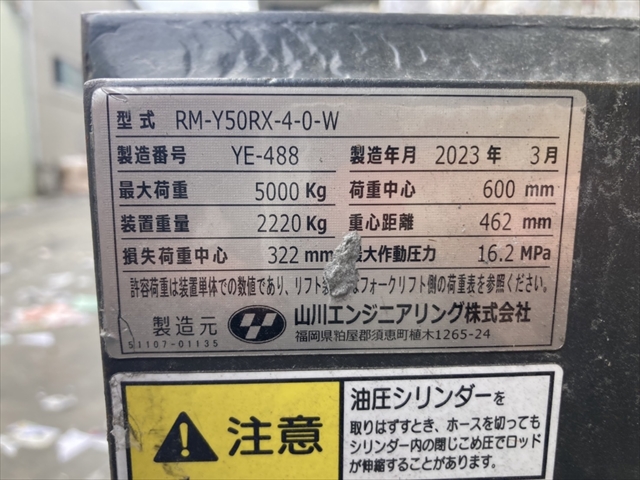 型式 RM-Y50RX-4-0-W
製造番号 YE-488 製造年月 2023年 3月
最大荷重 5000 Kg 荷重中心 600 mm
装置重量 2220 Kg 重心距離 462 mm
損失荷重中心 322 mm 最大作動圧力 16.2 MPa
許容荷重は装置単体での数値であり、リフト フォークリフト側の荷重表を参照ください。
製造元 山川エンジニアリング株式会社
51107-01135 福岡県粕屋郡須恵町植木1265-24
注意
油圧シリンダーを
取りはずすとき、ホースを切っても
シリンダー内の閉じこめ圧でロッド
が伸縮することがあります。